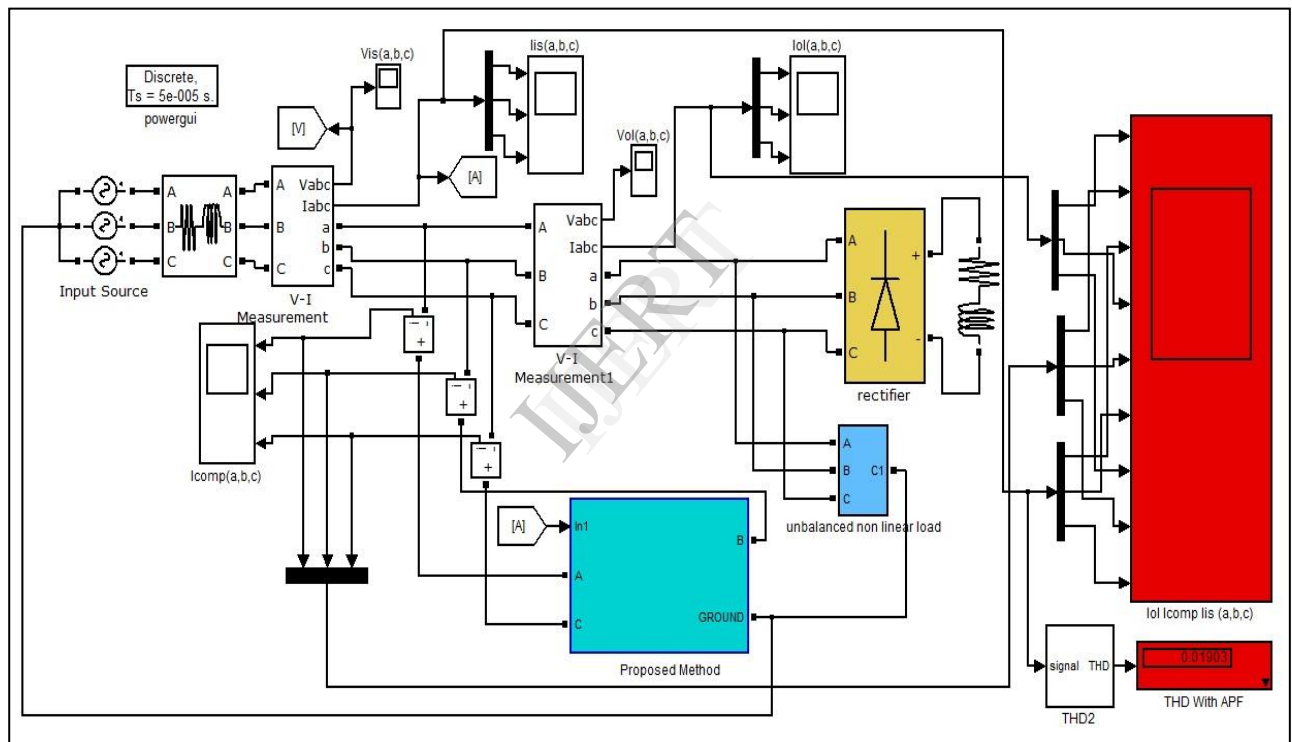 Discrete,
Ts = 5e-005 s.
powergui
Vis(a,b,c)
Iis(a,b,c)
Iol(a,b,c)
[V]
[A]
Vol(a,b,c)
A
B
C
A
B
C
Input Source
A
B
C
Vabc
Iabc
a
b
c
V-I
Measurement
A
B
C
Vabc
Iabc
a
b
c
V-I
Measurement1
A
B
C
+
-
rectifier
Icomp(a,b,c)
-
+
-
+
-
+
A
B
C
C1
unbalanced non linear load
[A]
In1
A
C
B
GROUND
Proposed Method
Iol Icomp Iis (a,b,c)
signal
THD
THD2
0.01903
THD With APF
IJERT